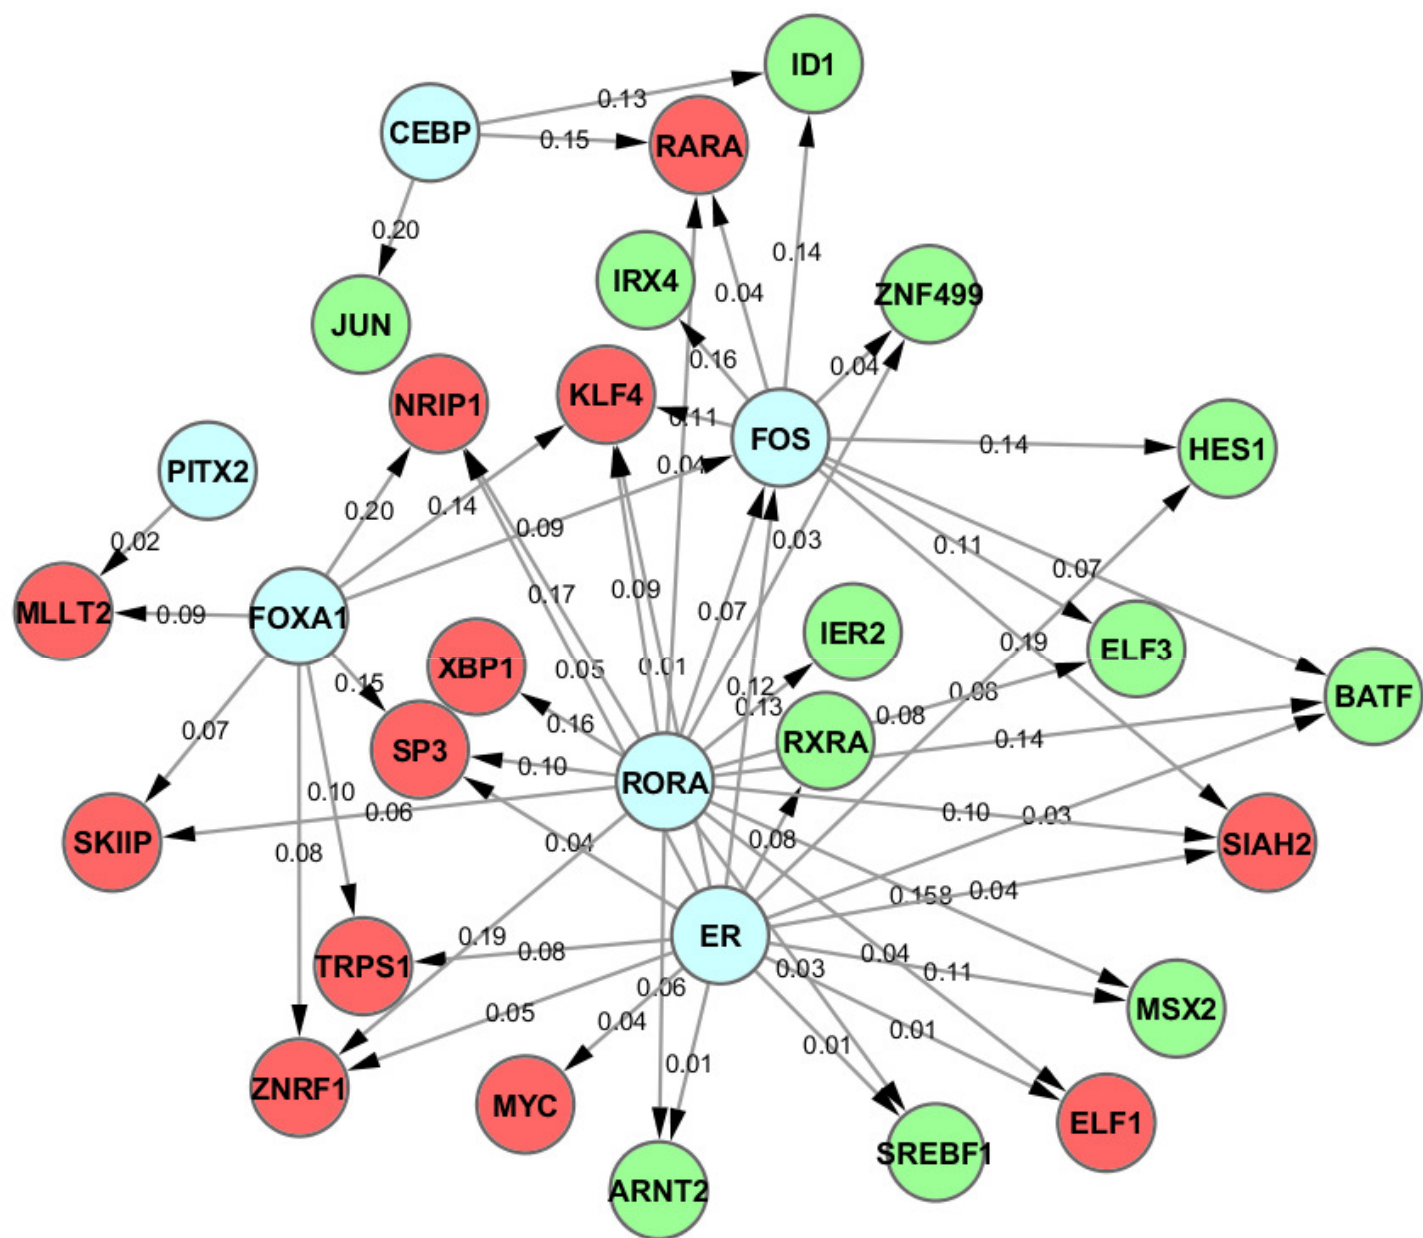 ID1
0.13
CEBP
0.15
RARA
0.20
0.14
IRX4
0.04
ZNF499
JUN
0.16
0.04
NRIP1
KLF4
0.11
FOS
HES1
0.14
PITX2
0.04
0.20
0.14
0.09
0.03
0.11
0.02
0.07
0.17
0.09
0.07
MLLT2
0.09
FOXA1
IER2
0.19
ELF3
XBP1
0.05
0.01
0.15
0.12
0.13
0.08
0.08
BATF
0.07
0.16
SP3
RXRA
0.14
0.10
RORA
0.10
0.06
0.10
0.03
SKIIP
0.08
0.04
0.08
SIAH2
0.158
0.04
ER
0.19
0.08
0.04
TRPS1
0.03
0.11
0.06
MSX2
0.05
0.04
0.01
0.01
0.01
ZNRF1
MYC
ELF1
SREBF1
ARNT2